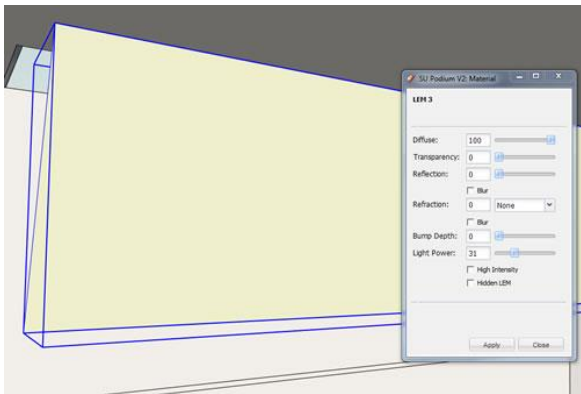 SU Podium V2: Material
LEM 3
Diffuse: 100
Transparency: 0
Reflection: 0
Blur
Refraction: 0 None
Blur
Bump Depth: 0
Light Power: 31
High Intensity
Hidden LEM
Apply Close